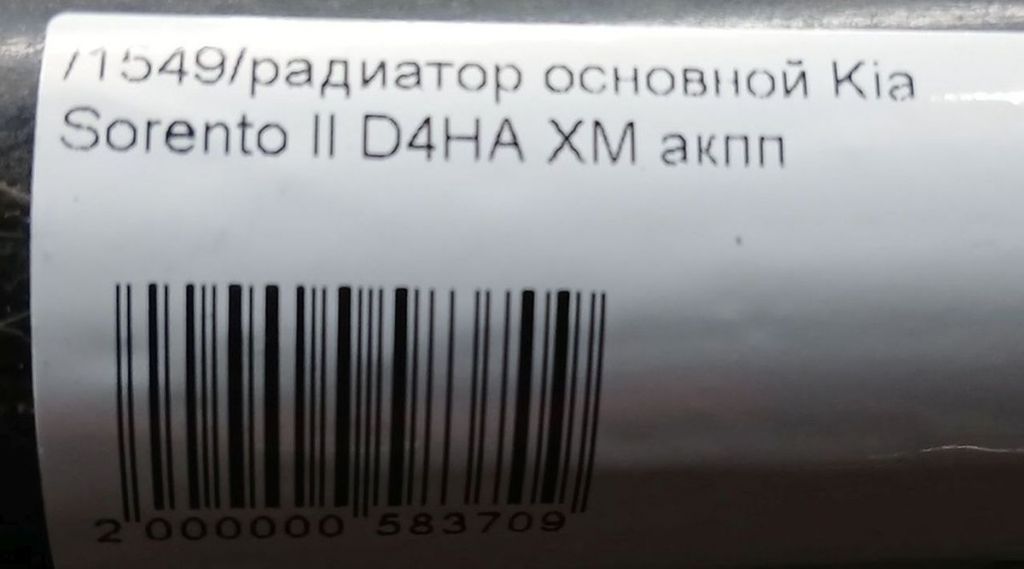 /1549/радиатор основной Kia
Sorento II D4HA XM акпп
2 000000 583709